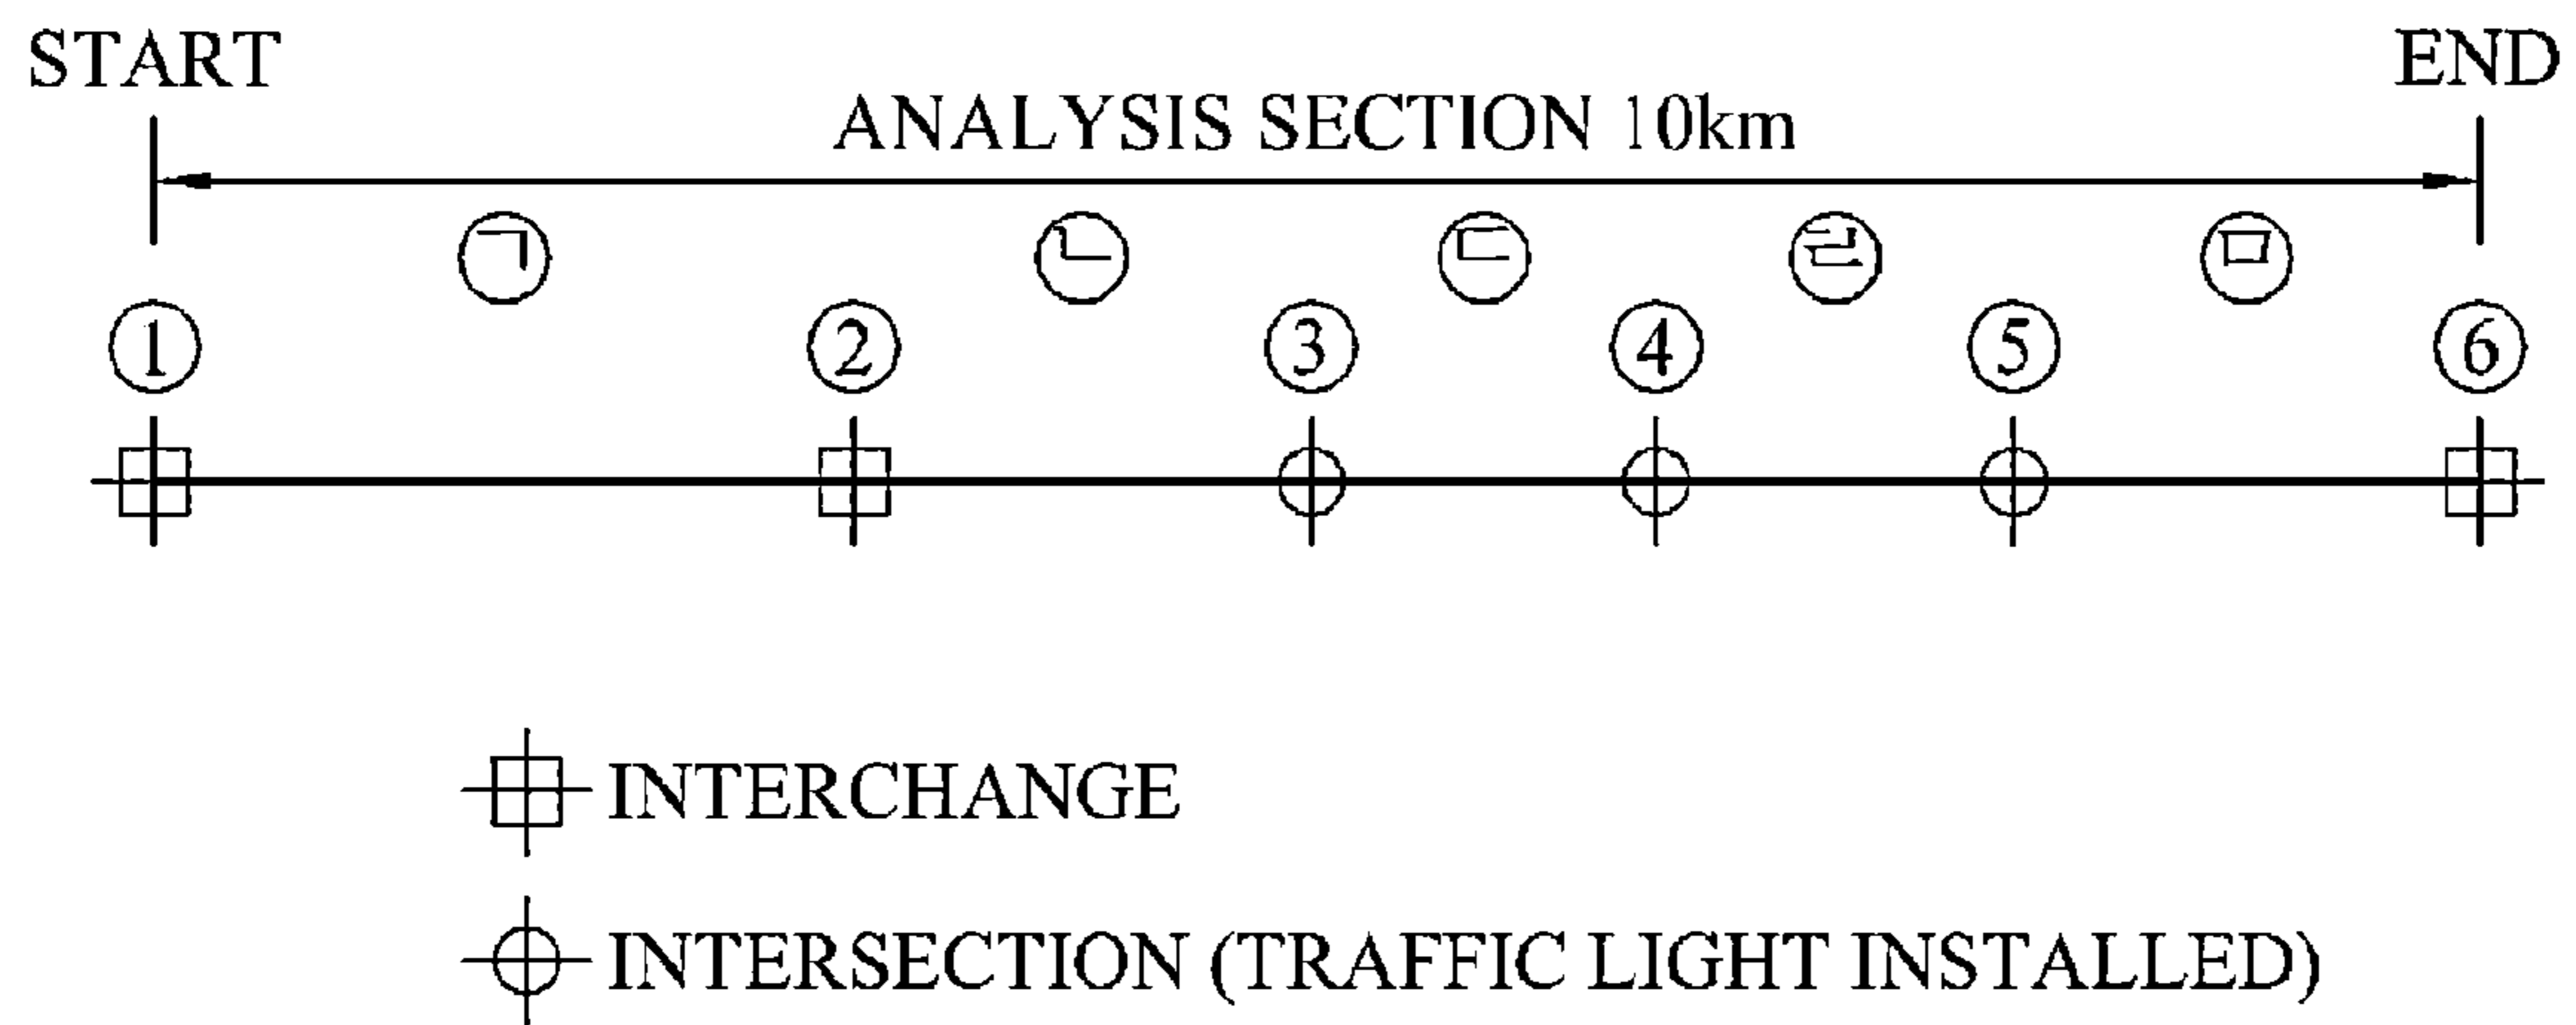 START END
ANALYSIS SECTION 10km
㉠ ㉡ ㉢ ㉣ ㉤
① ② ③ ④ ⑤ ⑥
INTERCHANGE
INTERSECTION (TRAFFIC LIGHT INSTALLED)